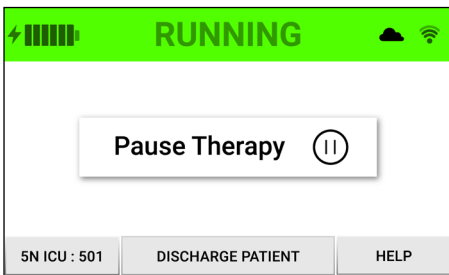 RUNNING
Pause Therapy
5N ICU : 501 DISCHARGE PATIENT HELP